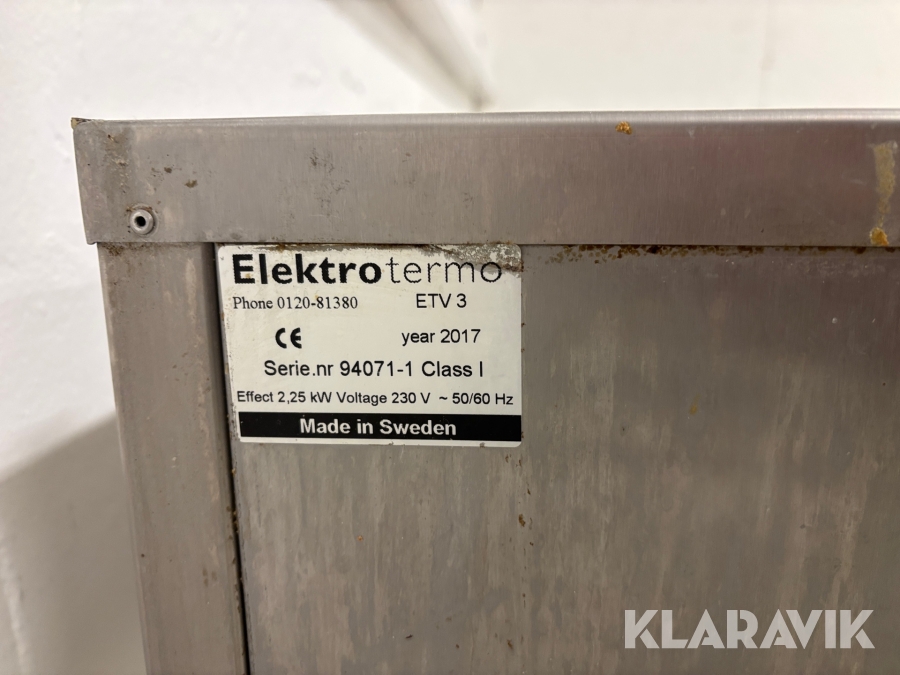 Elektrotermo
Phone 0120-81380 ETV 3
CE year 2017
Serie.nr 94071-1 Class I
Effect 2,25 kW Voltage 230 V ~ 50/60 Hz
Made in Sweden
KLARAVIK